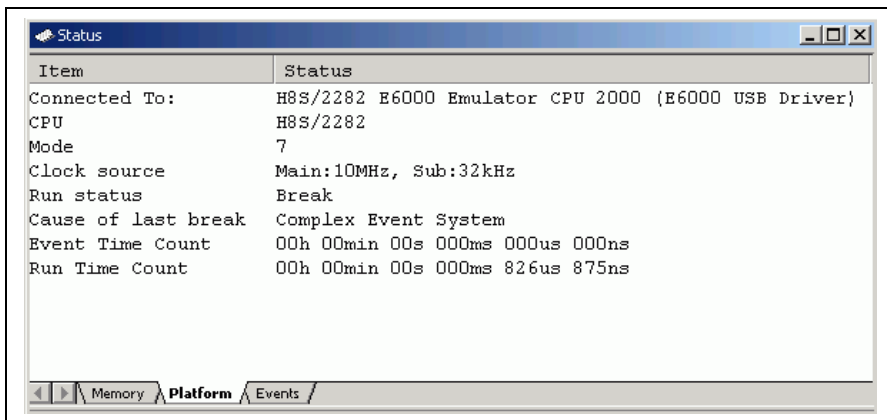 Status
Item Status
Connected To: H8S/2282 E6000 Emulator CPU 2000 (E6000 USB Driver)
CPU H8S/2282
Mode 7
Clock source Main:10MHz, Sub:32kHz
Run status Break
Cause of last break Complex Event System
Event Time Count 00h 00min 00s 000ms 000us 000ns
Run Time Count 00h 00min 00s 000ms 826us 875ns
Memory Platform Events